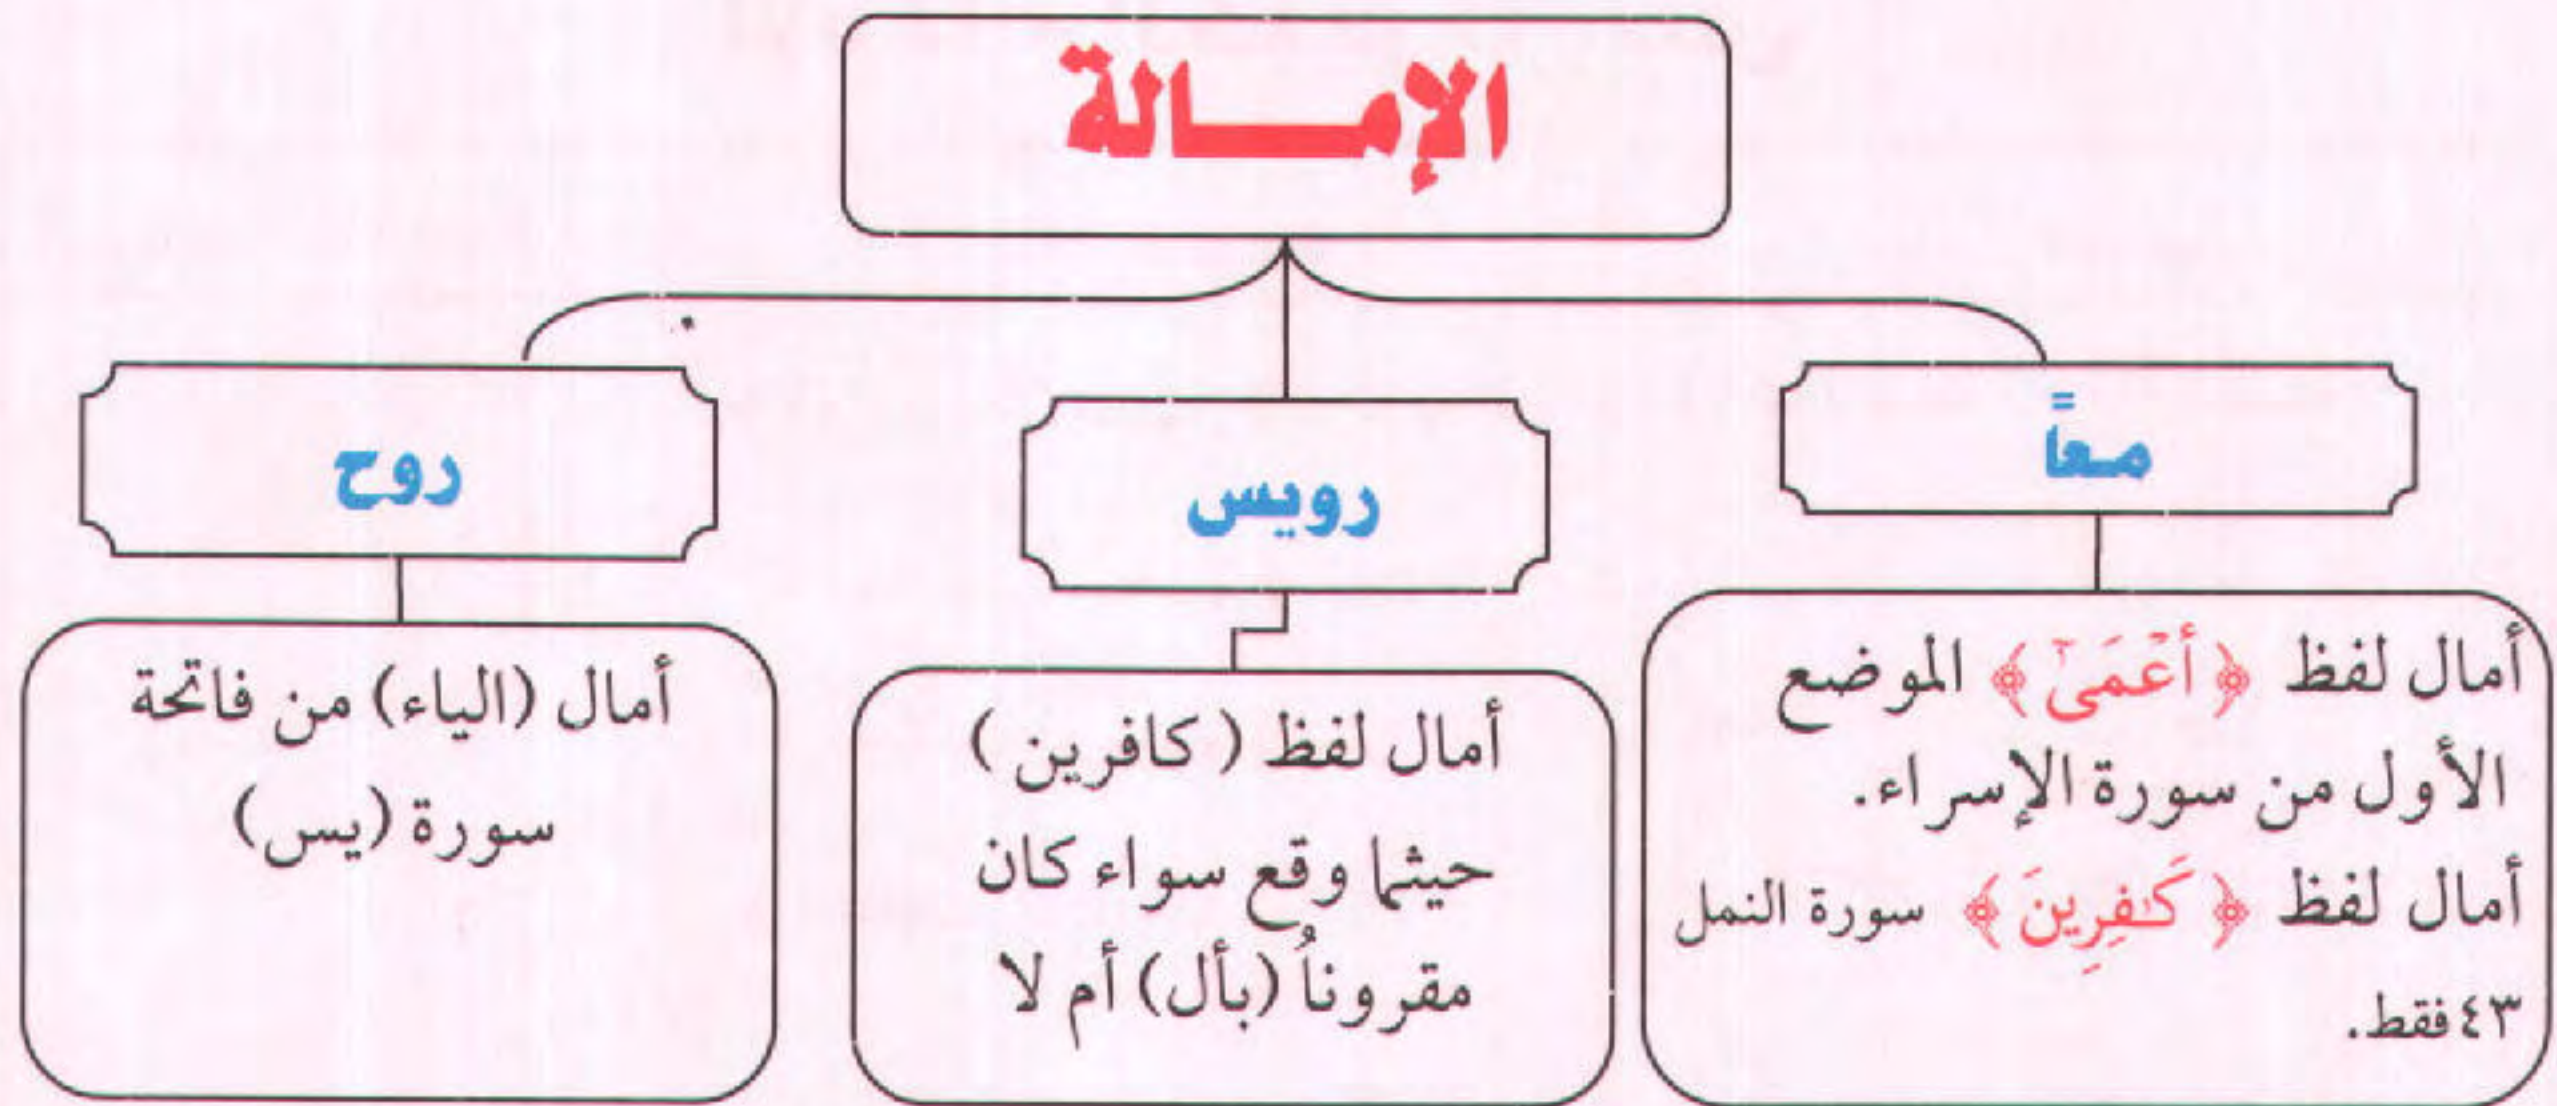 الإمـــالة
معاً
أمال لفظ ﴿ أَعْمَىٰ ﴾ الموضع
الأول من سورة الإسراء.
أمال لفظ ﴿ كَـٰفِرِينَ ﴾ سورة النمل
٤٣ فقط.
رويس
أمال لفظ ( كافرين )
حيثما وقع سواء كان
مقروناُ (بأل) أم لا
روح
أمال (الياء) من فاتحة
سورة (يس)